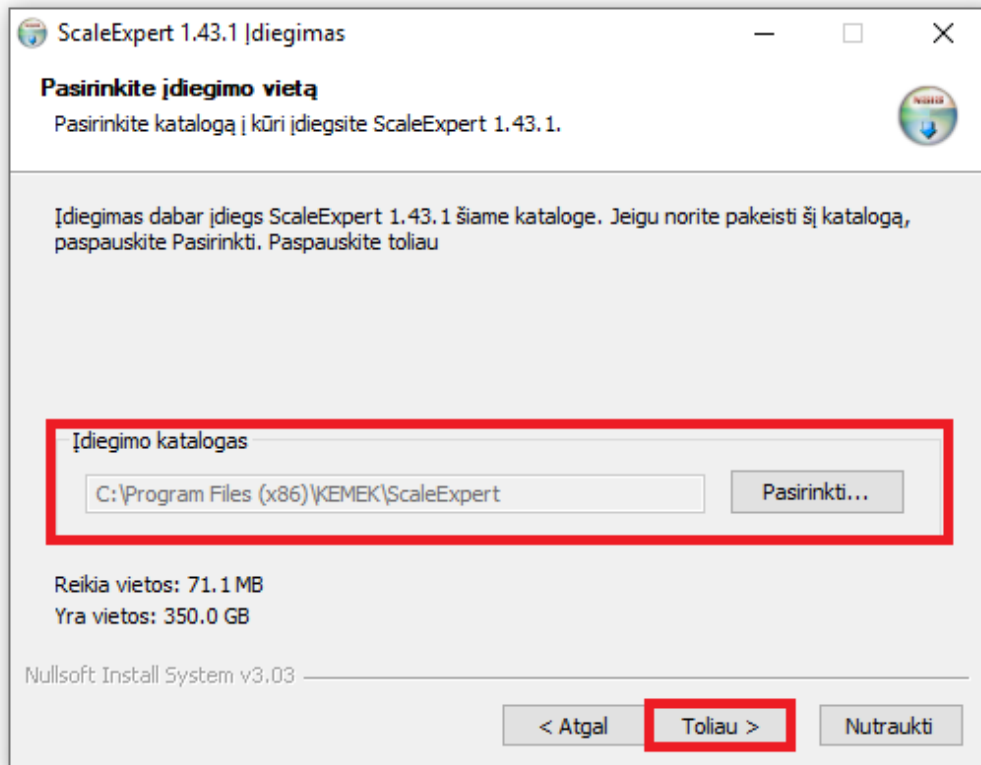 ScaleExpert 1.43.1 Įdiegimas
Pasirinkite įdiegimo vietą
Pasirinkite katalogą į kūri įdiegsite ScaleExpert 1.43.1.
Įdiegimas dabar įdiegs ScaleExpert 1.43.1 šiame kataloge. Jeigu norite pakeisti šį katalogą,
paspauskite Pasirinkti. Paspauskite toliau
Įdiegimo katalogas
C:\Program Files (x86)\KEMEK\ScaleExpert
Pasirinkti...
Reikia vietos: 71.1 MB
Yra vietos: 350.0 GB
Nullsoft Install System v3.03
< Atgal
Toliau >
Nutraukti